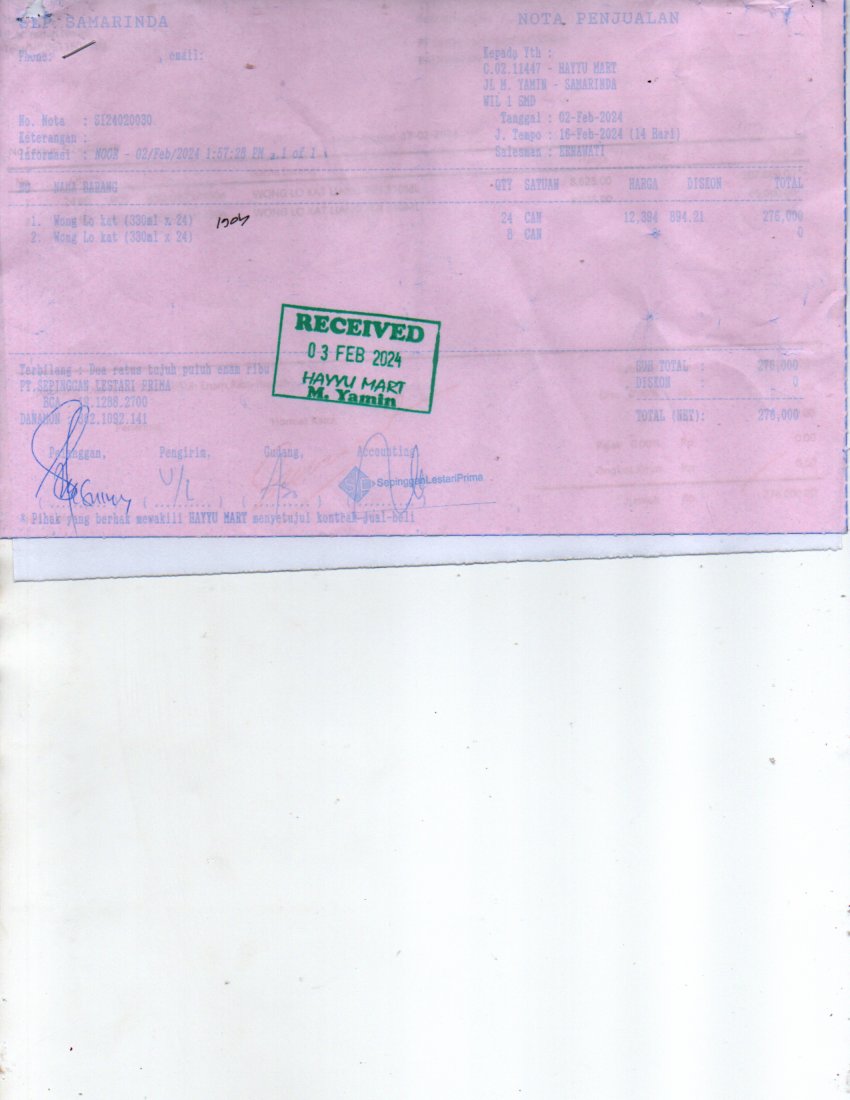 SLP SAMARINDA
NOTA PENJUALAN
Phone: , email:
Kepada Yth :
C.02.11447 - HAYYU MART
JL M. YAMIN - SAMARINDA
WIL 1 SMD
No. Nota : SI24020030
Tanggal : 02-Feb-2024
Keterangan :
J. Tempo : 16-Feb-2024 (14 Hari)
Informasi : NOOR - 02/Feb/2024 1:57:28 PM 1 of 1
Salesman : ERNAWATI
NO NAMA BARANG QTY SATUAN HARGA DISKON TOTAL
1. Wong Lo kat (330ml x 24) 24 CAN 12,394 894.21 276,000
2. Wong Lo kat (330ml x 24) 8 CAN 0
RECEIVED
03 FEB 2024
HAYYU MART
M. Yamin
Terbilang : Dua ratus tujuh puluh enam ribu
SUB TOTAL : 276,000
PT.SEPINGGAN LESTARI PRIMA
DISKON : 0
BCA
DANAMON
TOTAL (NET): 276,000
Pelanggan, Pengirim, Gudang, Accounting,
SepingganLestariPrima
* Pihak yang berhak mewakili HAYYU MART menyetujui kontrak jual-beli